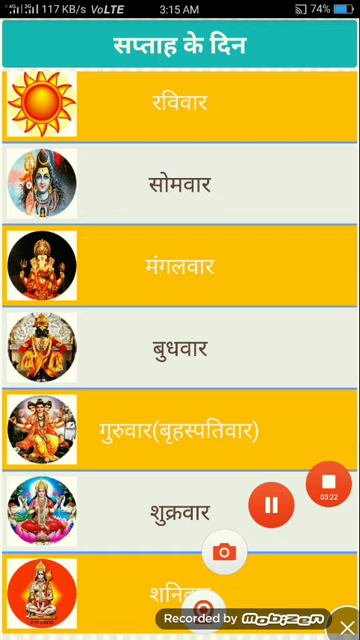 117 KB/s VoLTE 3:15 AM 74%
सप्ताह के दिन
रविवार
सोमवार
मंगलवार
बुधवार
गुरुवार(बृहस्पतिवार)
03:22
शुक्रवार
Recorded by MOBIZEN